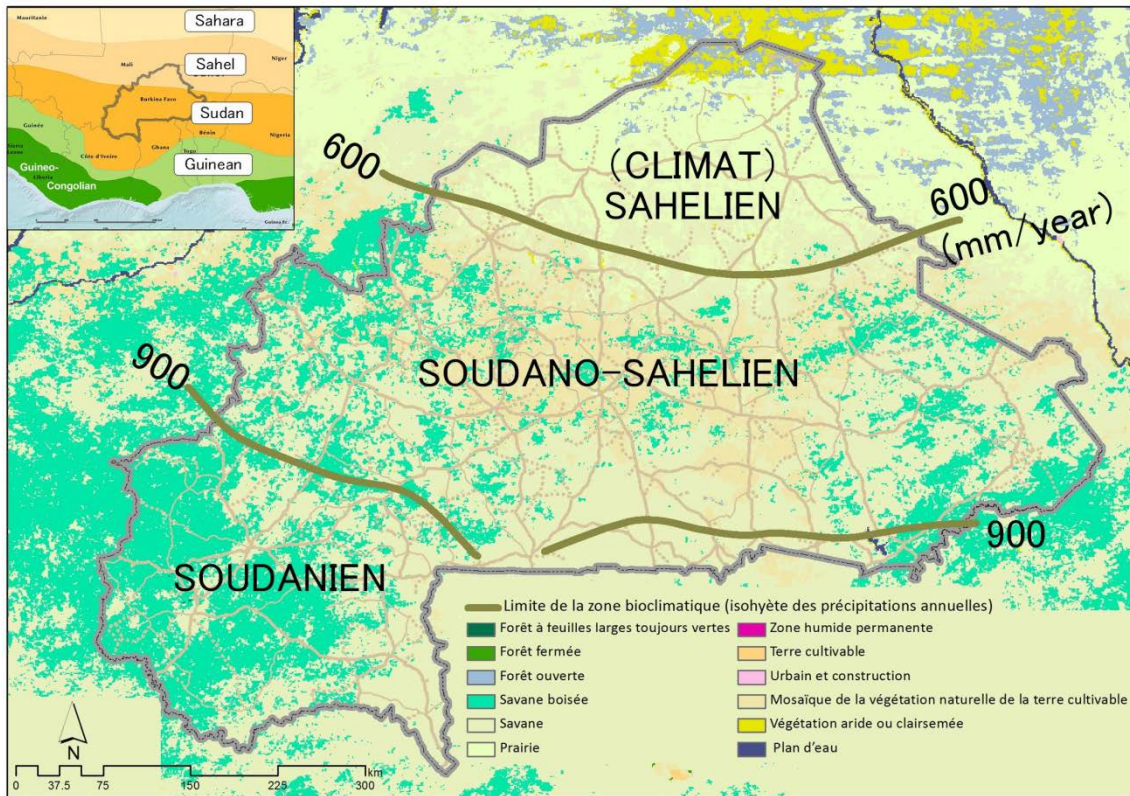 Sahara
Mauritanie
Sahel
Mali
Niger
Burkina Faso
Sudan
Guinée
Bénin
Nigeria
Togo
Ghana
Côte d'Ivoire
Guinean
Guineo-
Liberia
Congolian
600
(CLIMAT)
SAHELIEN
600
(mm/year)
900
SOUDANO-SAHELIEN
900
SOUDANIEN
Limite de la zone bioclimatique (isohyète des précipitations annuelles)
Forêt à feuilles larges toujours vertes
Forêt fermée
Forêt ouverte
Savane boisée
Savane
Prairie
Zone humide permanente
Terre cultivable
Urbain et construction
Mosaïque de la végétation naturelle de la terre cultivable
Végétation aride ou clairsemée
Plan d'eau
N
km
0 37.5 75 150 225 300